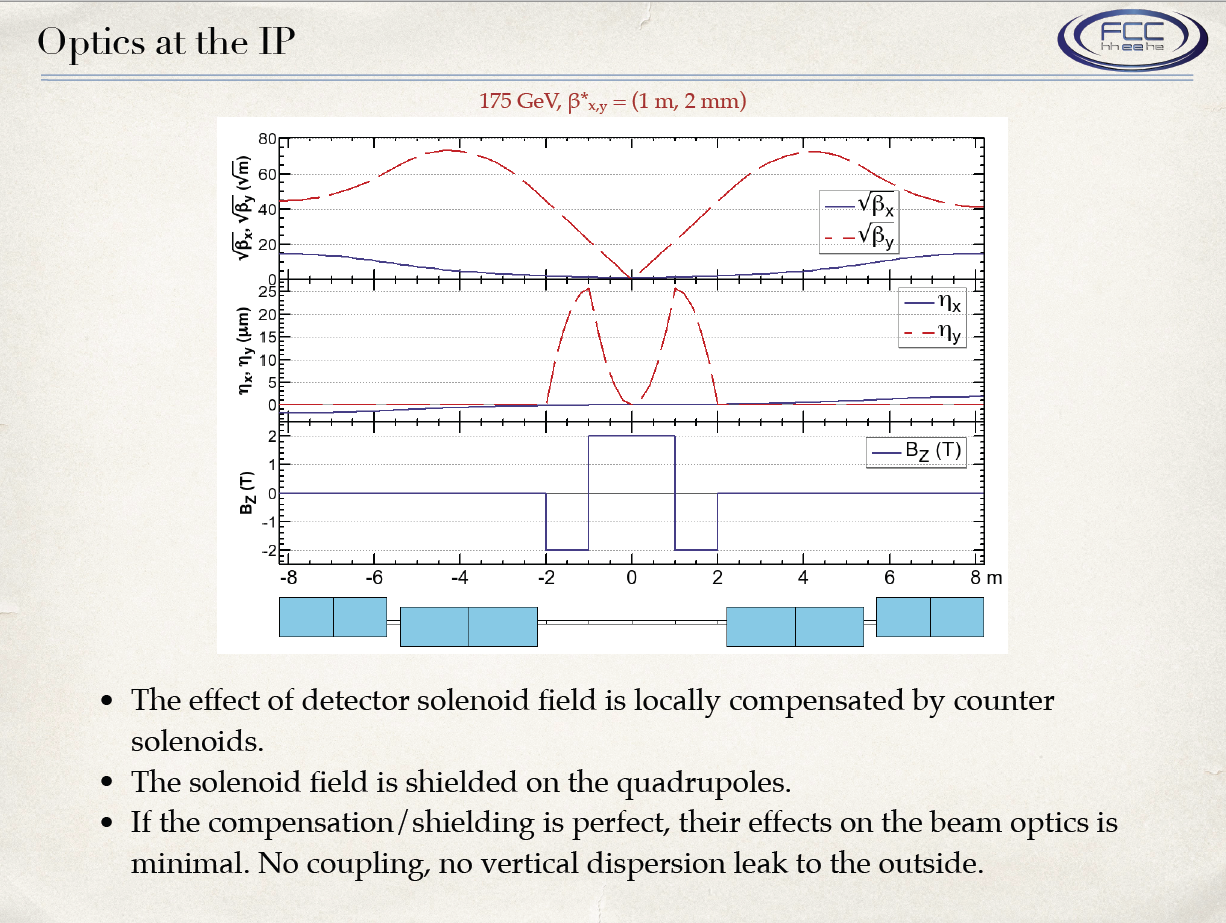 Optics at the IP
FCC
hh ee he
175 GeV, β*x,y = (1 m, 2 mm)
√βx, √βy (√m)
80
60
40
20
0
√βx
√βy
ηx, ηy (μm)
25
20
15
10
5
0
ηx
ηy
BZ (T)
2
1
0
-1
-2
BZ (T)
-8 -6 -4 -2 0 2 4 6 8 m
• The effect of detector solenoid field is locally compensated by counter
solenoids.
• The solenoid field is shielded on the quadrupoles.
• If the compensation/shielding is perfect, their effects on the beam optics is
minimal. No coupling, no vertical dispersion leak to the outside.